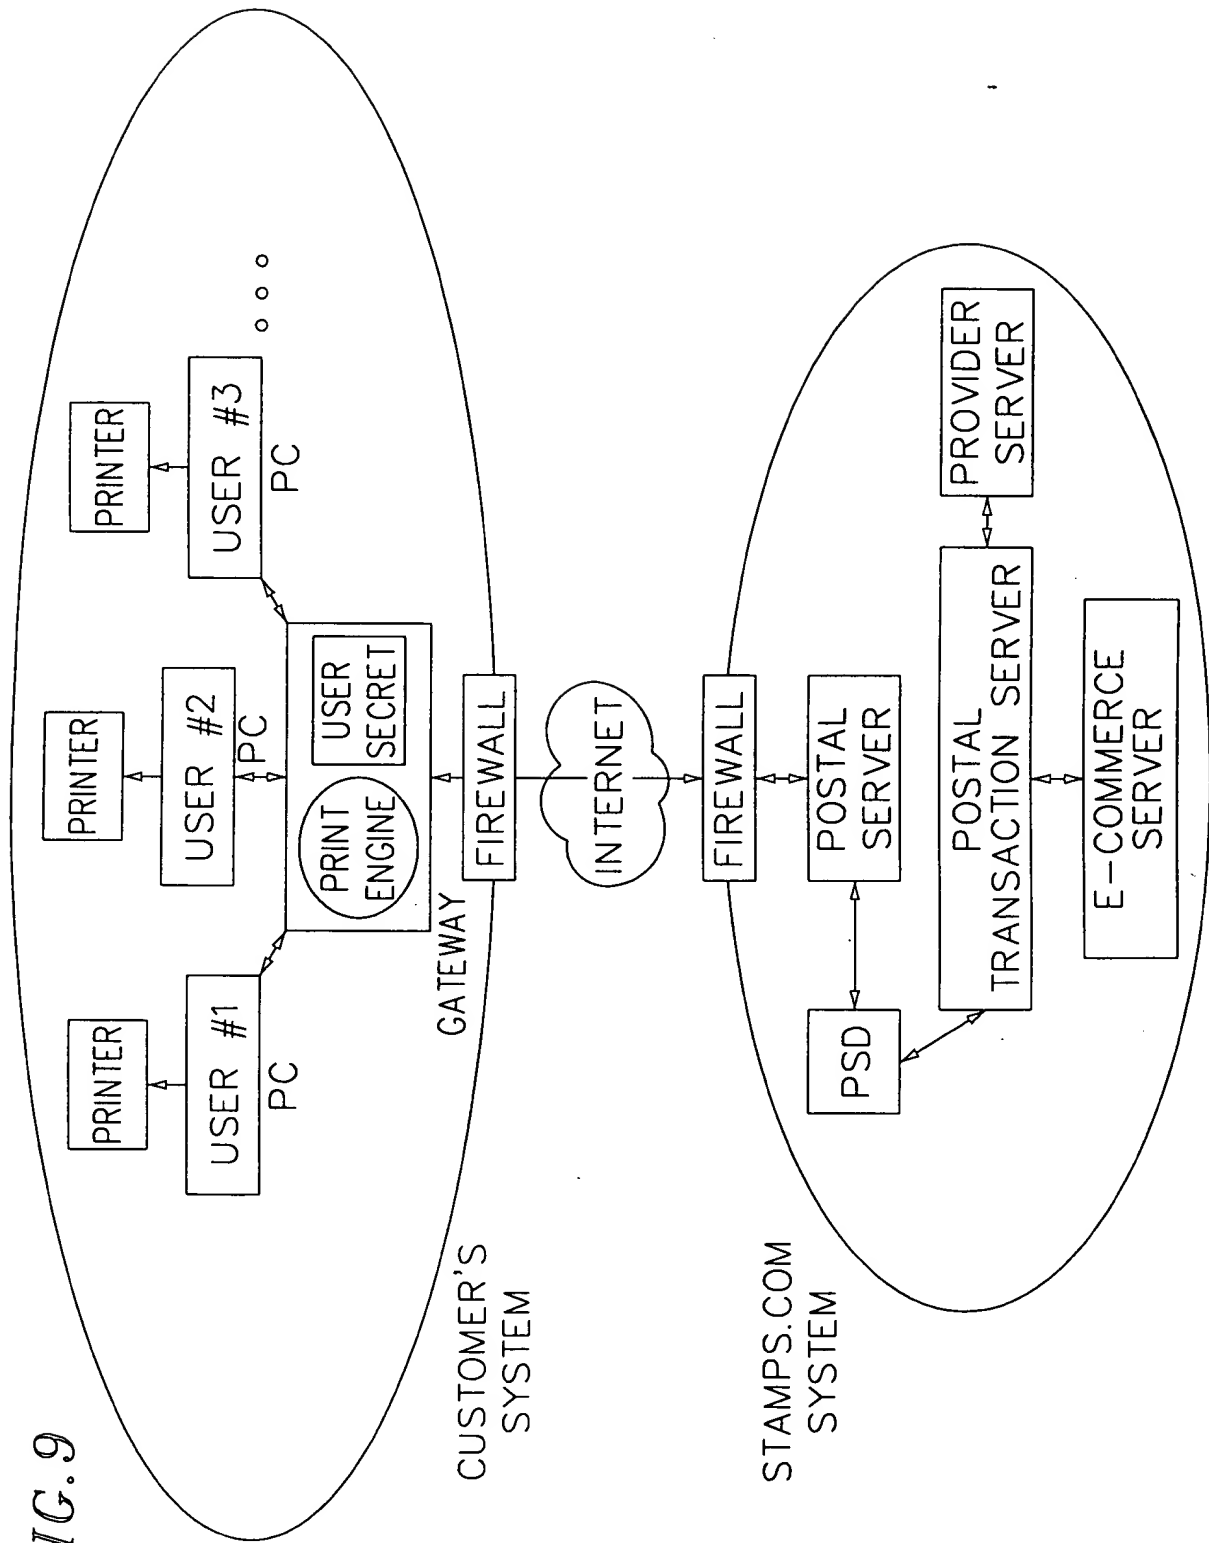 FIG.9
PRINTER
PRINTER
PRINTER
USER #1
PC
USER #2
PC
USER #3
PC
PRINT
ENGINE
USER
SECRET
GATEWAY
FIREWALL
CUSTOMER'S
SYSTEM
INTERNET
FIREWALL
STAMPS.COM
SYSTEM
PSD
POSTAL
SERVER
POSTAL
TRANSACTION SERVER
PROVIDER
SERVER
E-COMMERCE
SERVER